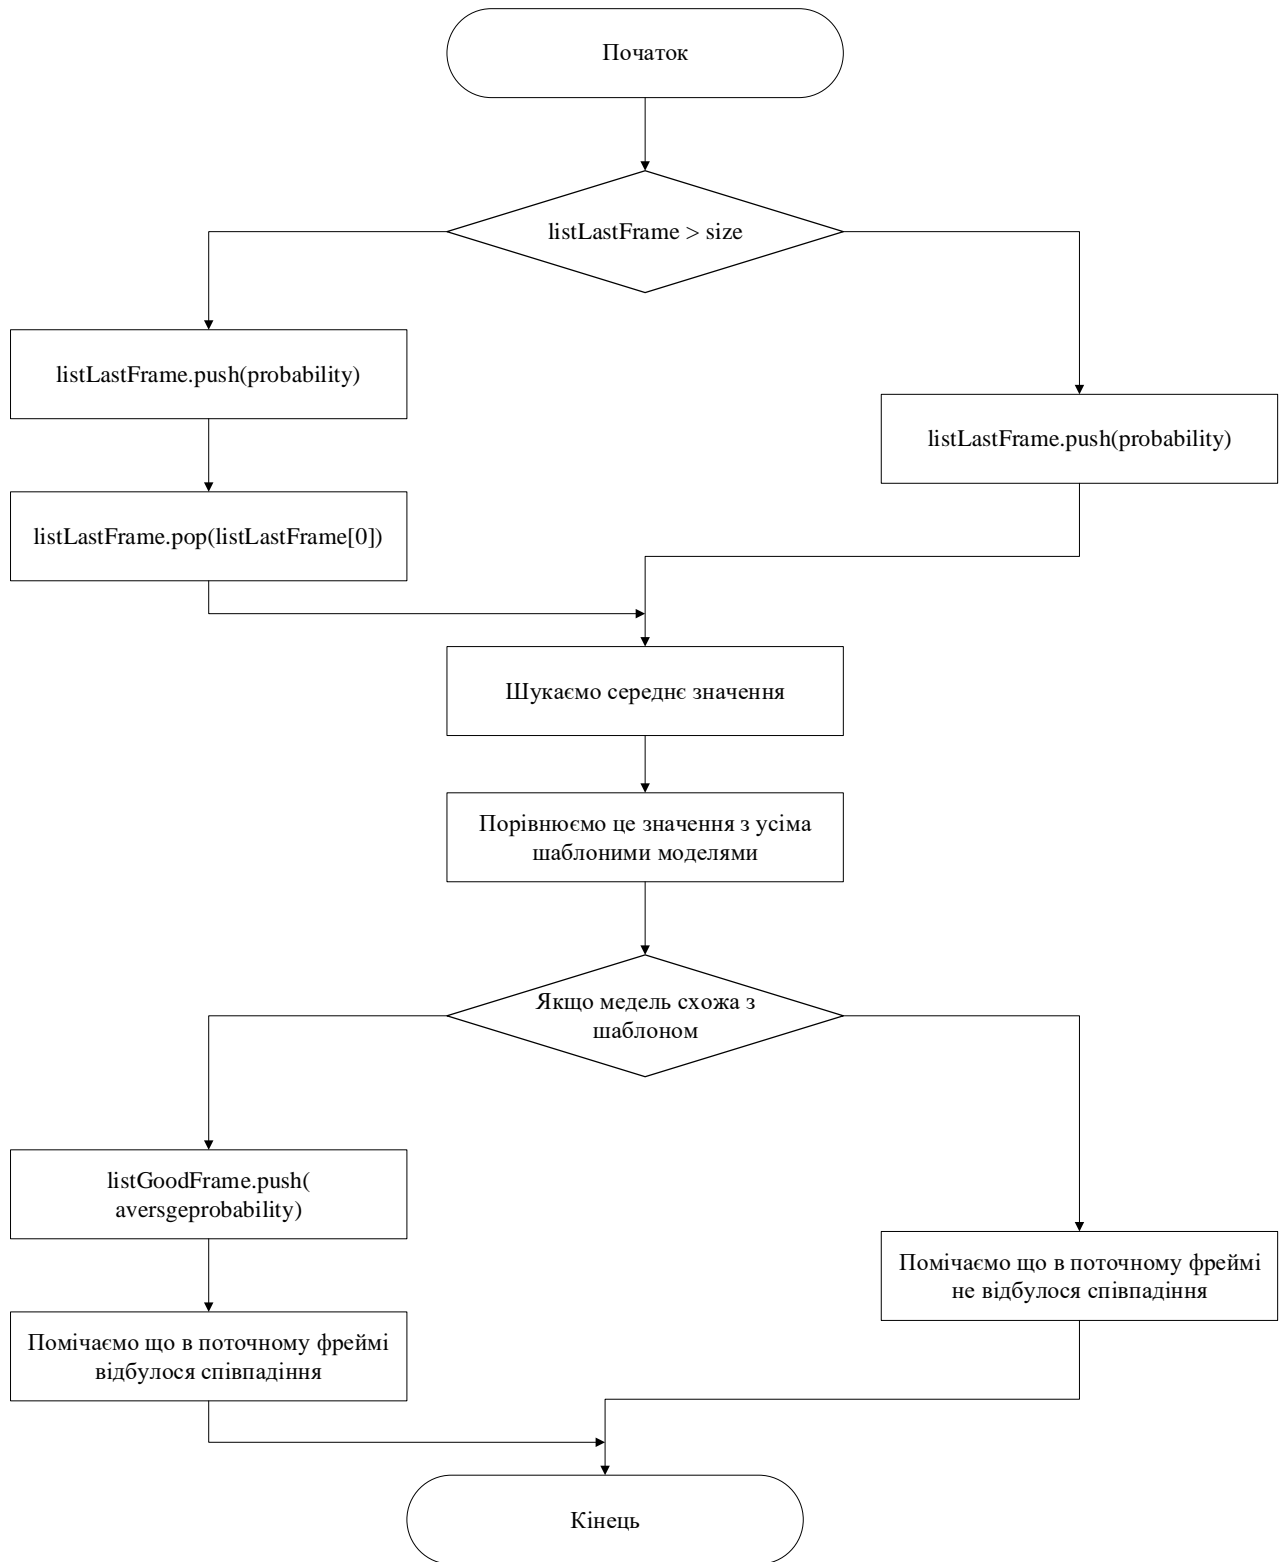 Початок
listLastFrame > size
listLastFrame.push(probability)
listLastFrame.push(probability)
listLastFrame.pop(listLastFrame[0])
Шукаємо середнє значення
Порівнюємо це значення з усіма
шаблоними моделями
Якщо медель схожа з
шаблоном
listGoodFrame.push(
aversgeprobability)
Помічаємо що в поточному фреймі
не відбулося співпадіння
Помічаємо що в поточному фреймі
відбулося співпадіння
Кінець